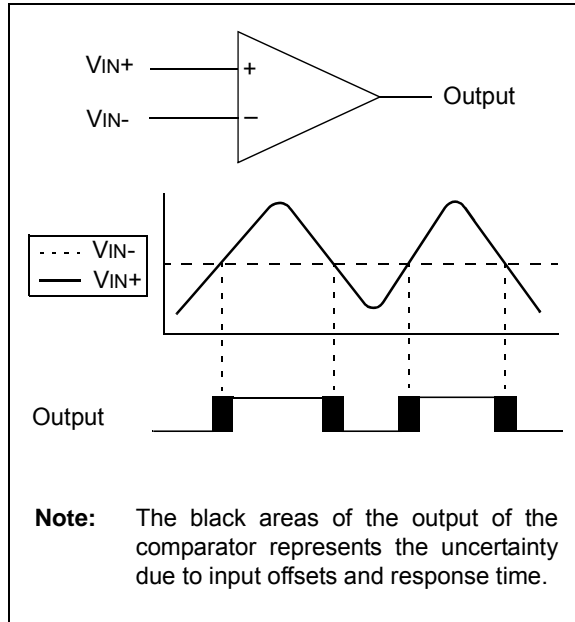 VIN+
+
Output
VIN-
–
VIN-
VIN+
Output
Note: The black areas of the output of the
comparator represents the uncertainty
due to input offsets and response time.